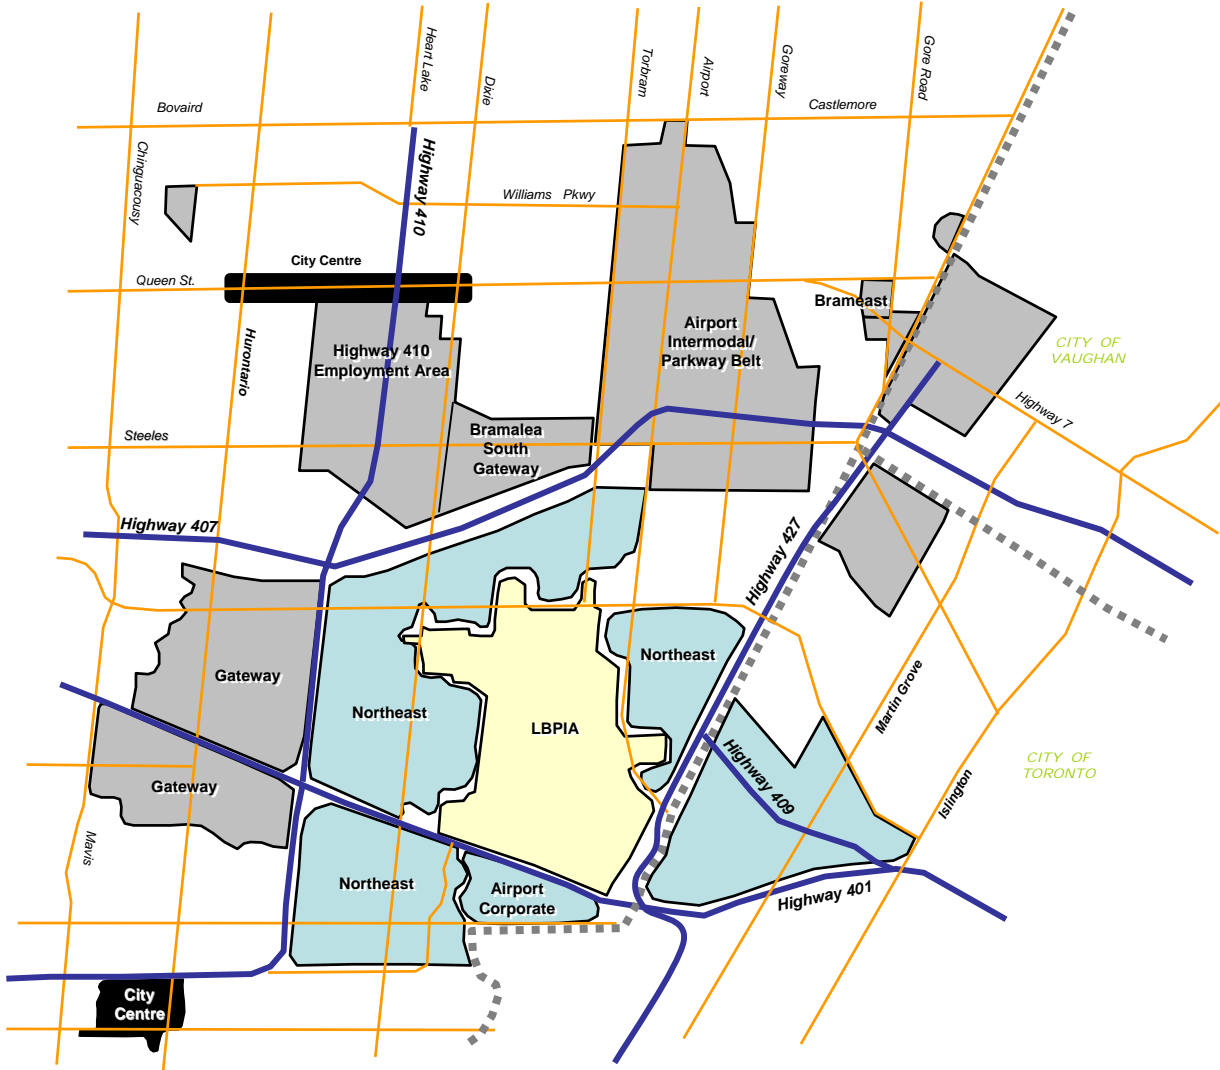 Heart Lake
Dixie
Torbram
Airport
Goreway
Gore Road
Bovaird
Castlemore
Chinguacousy
Highway 410
Williams Pkwy
City Centre
Queen St.
Hurontario
Brameast
Airport
Intermodal/
Parkway Belt
Highway 410
Employment Area
CITY OF
VAUGHAN
Highway 7
Steeles
Bramalea
South
Gateway
Highway 407
Highway 427
Gateway
Northeast
Northeast
LBPIA
Martin Grove
CITY OF
TORONTO
Gateway
Highway 409
Islington
Mavis
Northeast
Airport
Corporate
Highway 401
City
Centre